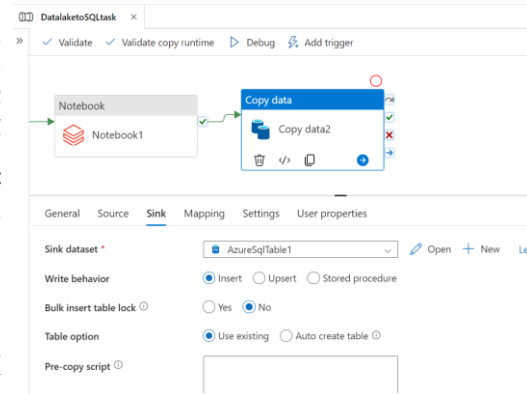 DatalaketoSQLtask ×
» Validate Validate copy runtime Debug Add trigger
Notebook
Notebook1
Copy data
Copy data2
General Source Sink Mapping Settings User properties
Sink dataset * AzureSqlTable1 Open New Le
Write behavior Insert Upsert Stored procedure
Bulk insert table lock Yes No
Table option Use existing Auto create table
Pre-copy script